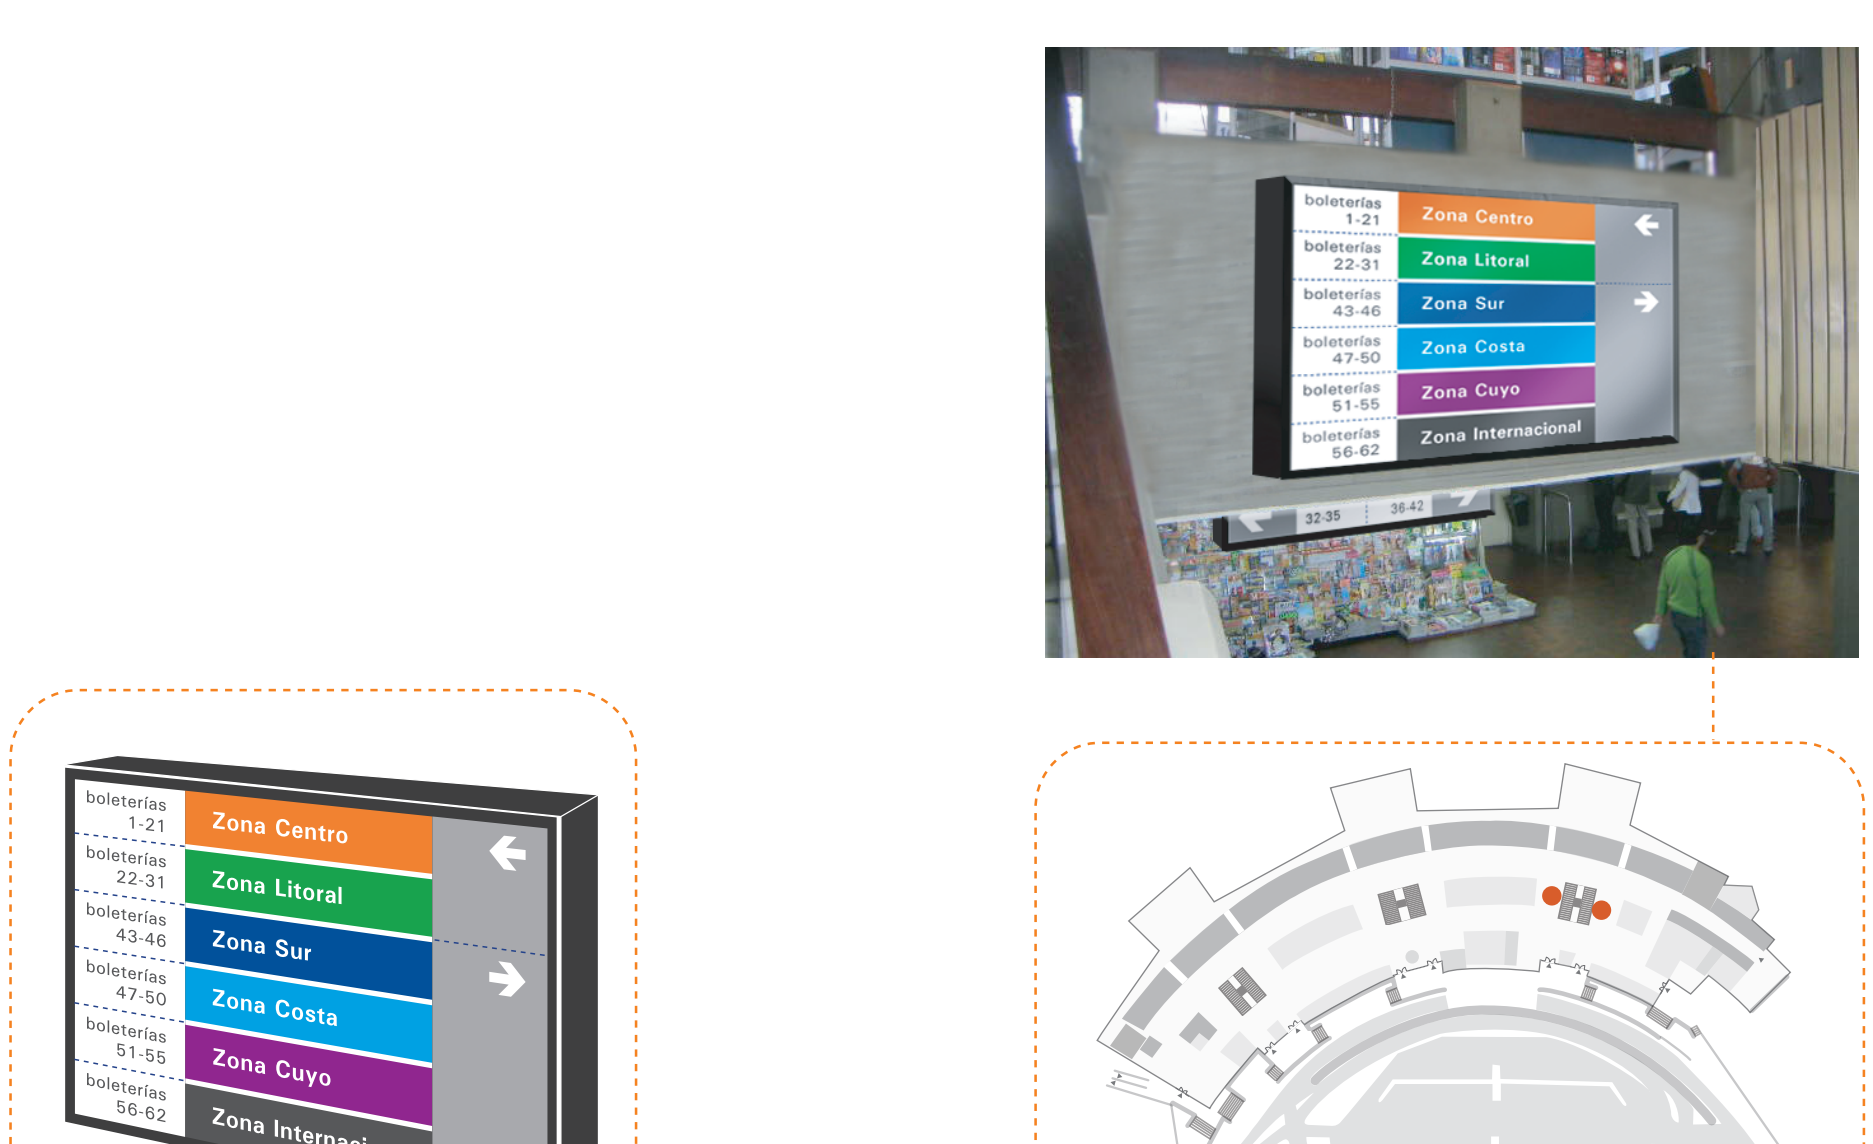 boleterías
1-21
Zona Centro
boleterías
22-31
Zona Litoral
boleterías
43-46
Zona Sur
boleterías
47-50
Zona Costa
boleterías
51-55
Zona Cuyo
boleterías
56-62
Zona Internacional
32-35
36-42
boleterías
1-21
Zona Centro
boleterías
22-31
Zona Litoral
boleterías
43-46
Zona Sur
boleterías
47-50
Zona Costa
boleterías
51-55
Zona Cuyo
boleterías
56-62
Zona Internaci